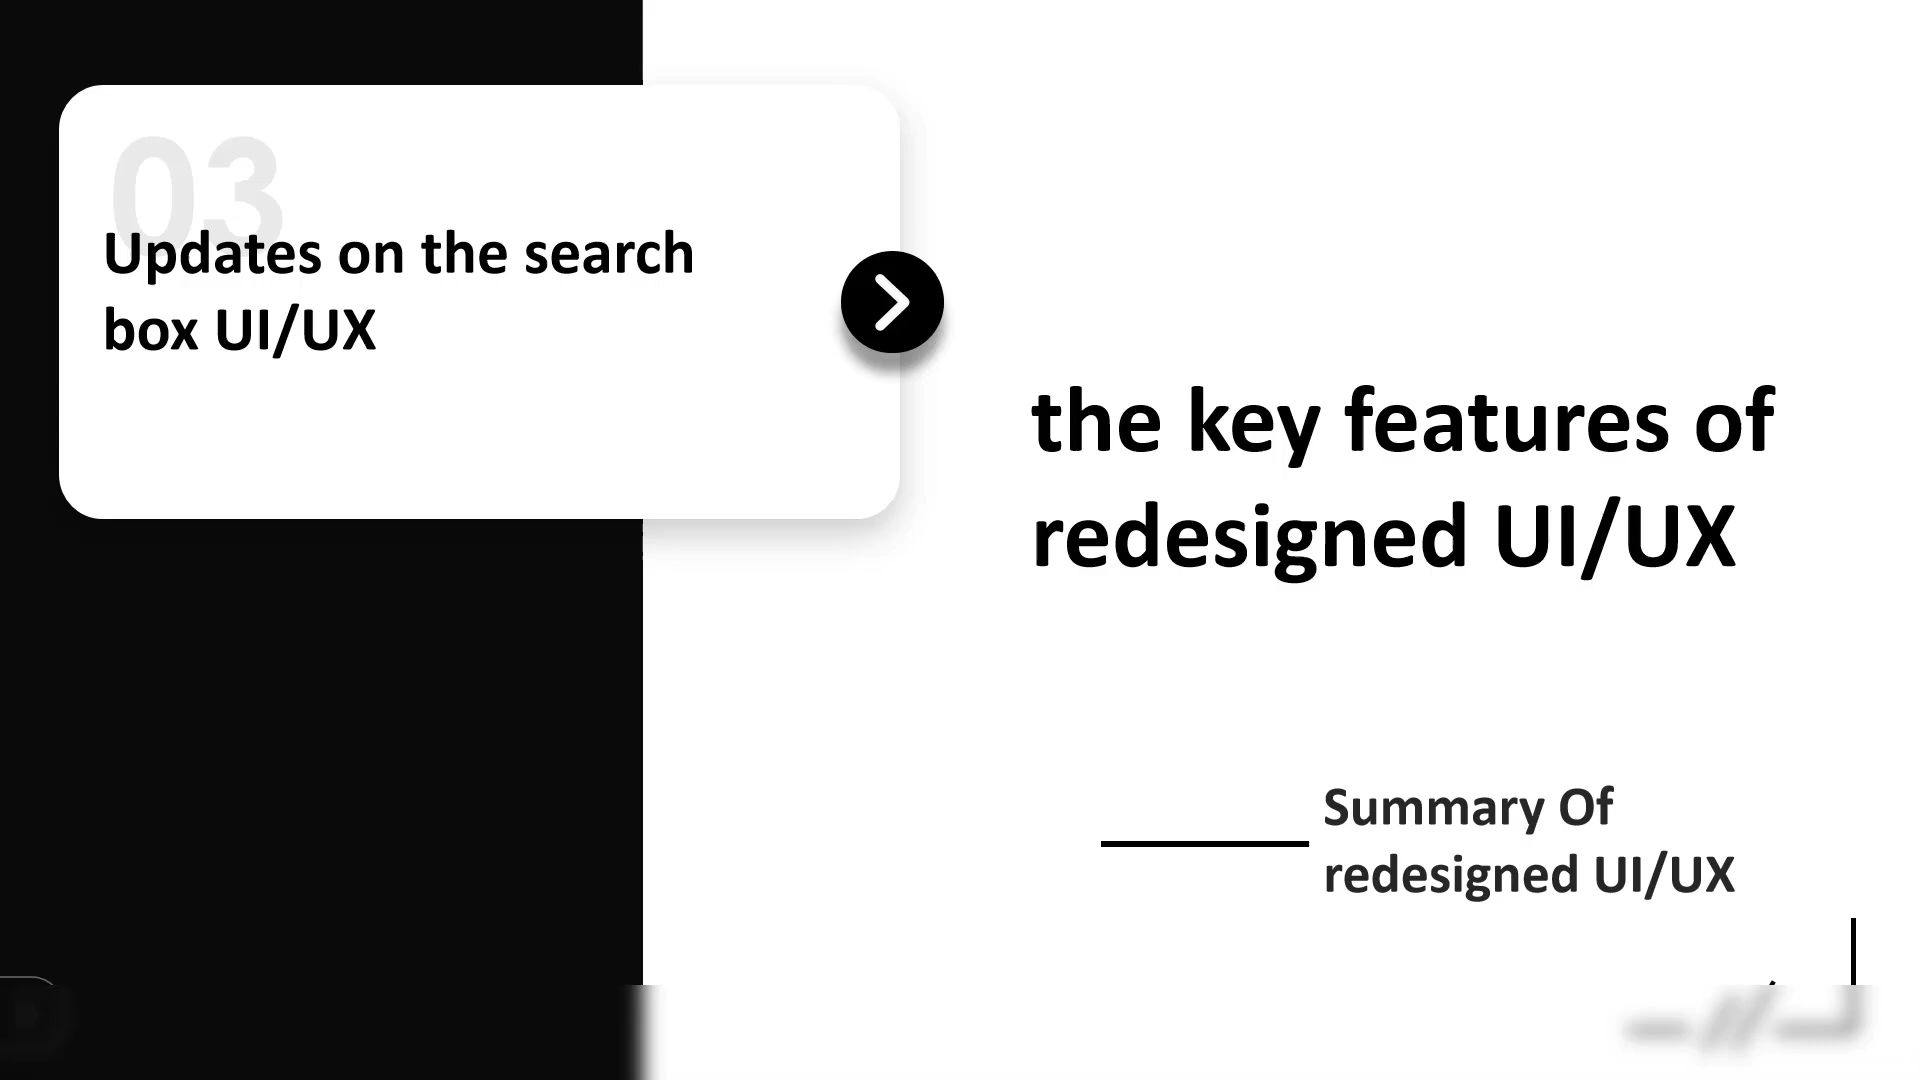 03
Updates on the search
box UI/UX
the key features of
redesigned UI/UX
Summary Of
redesigned UI/UX